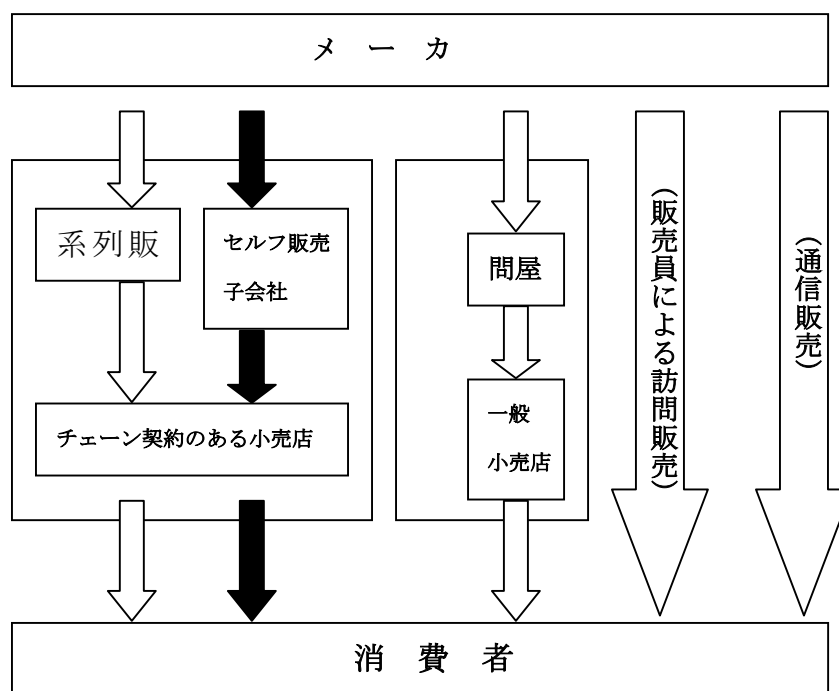 メ ー カ
系列販
セルフ販売
子会社
チェーン契約のある小売店
問屋
一般
小売店
(販売員による訪問販売)
(通信販売)
消 費 者